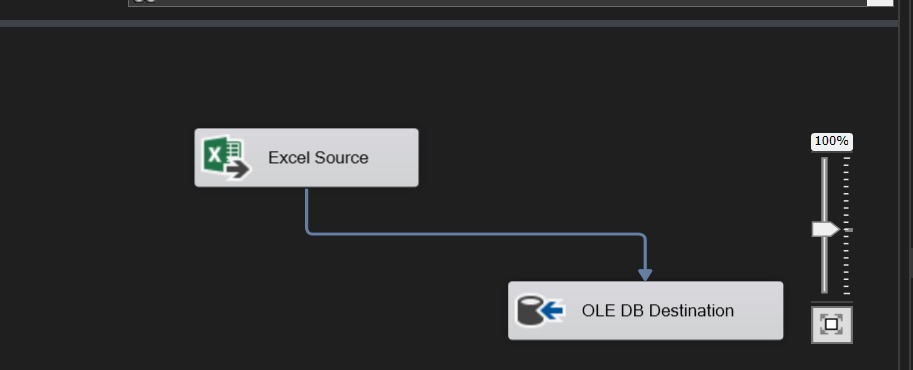 Excel Source
100%
OLE DB Destination